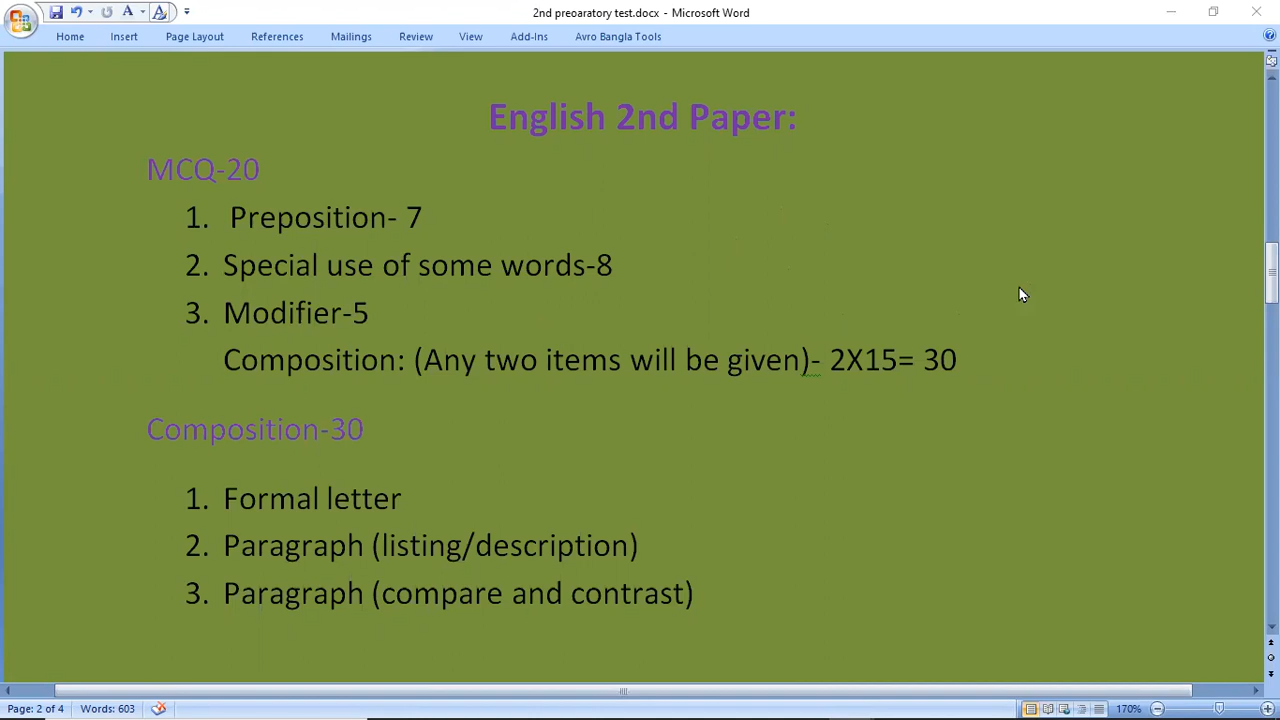 2nd preoaratory test.docx - Microsoft Word
Home Insert Page Layout References Mailings Review View Add-Ins Avro Bangla Tools
English 2nd Paper:
MCQ-20
1. Preposition- 7
2. Special use of some words-8
3. Modifier-5
Composition: (Any two items will be given)- 2X15= 30
Composition-30
1. Formal letter
2. Paragraph (listing/description)
3. Paragraph (compare and contrast)
Page: 2 of 4 Words: 603 170%